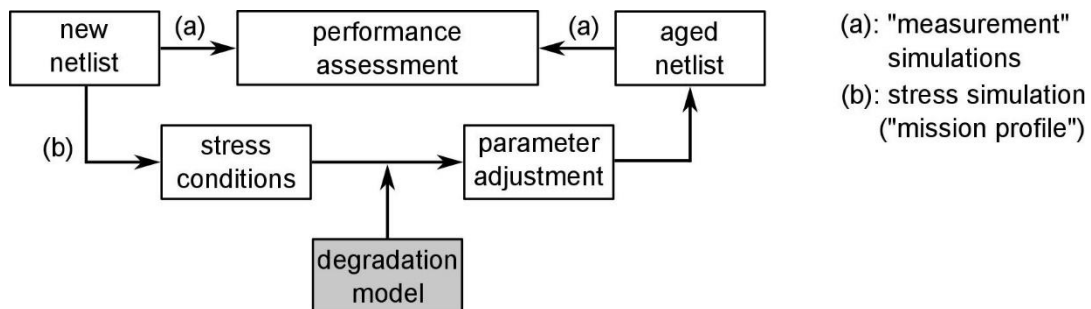 new
netlist
(a)
performance
assessment
(a)
aged
netlist
(b)
stress
conditions
parameter
adjustment
degradation
model
(a): "measurement"
simulations
(b): stress simulation
("mission profile")